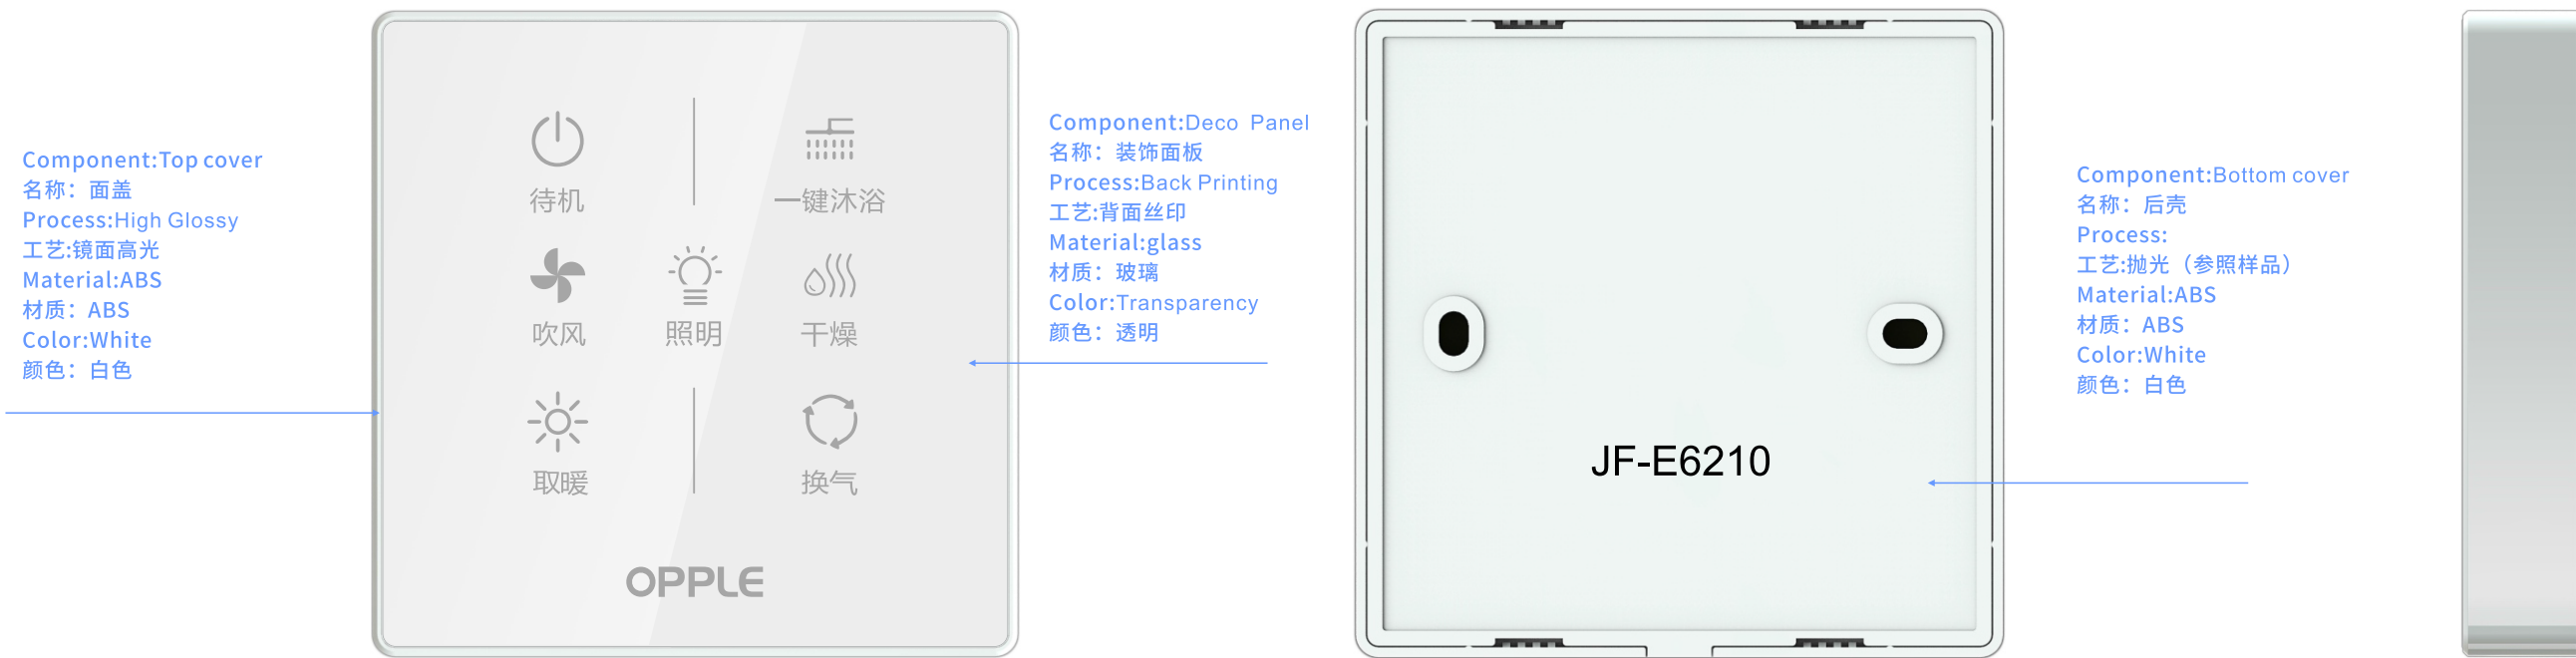 Component:Top cover
名称：面盖
Process:High Glossy
工艺:镜面高光
Material:ABS
材质：ABS
Color:White
颜色：白色
待机
一键沐浴
吹风
照明
干燥
取暖
换气
OPPLE
Component:Deco Panel
名称：装饰面板
Process:Back Printing
工艺:背面丝印
Material:glass
材质：玻璃
Color:Transparency
颜色：透明
JF-E6210
Component:Bottom cover
名称：后壳
Process:
工艺:抛光（参照样品）
Material:ABS
材质：ABS
Color:White
颜色：白色